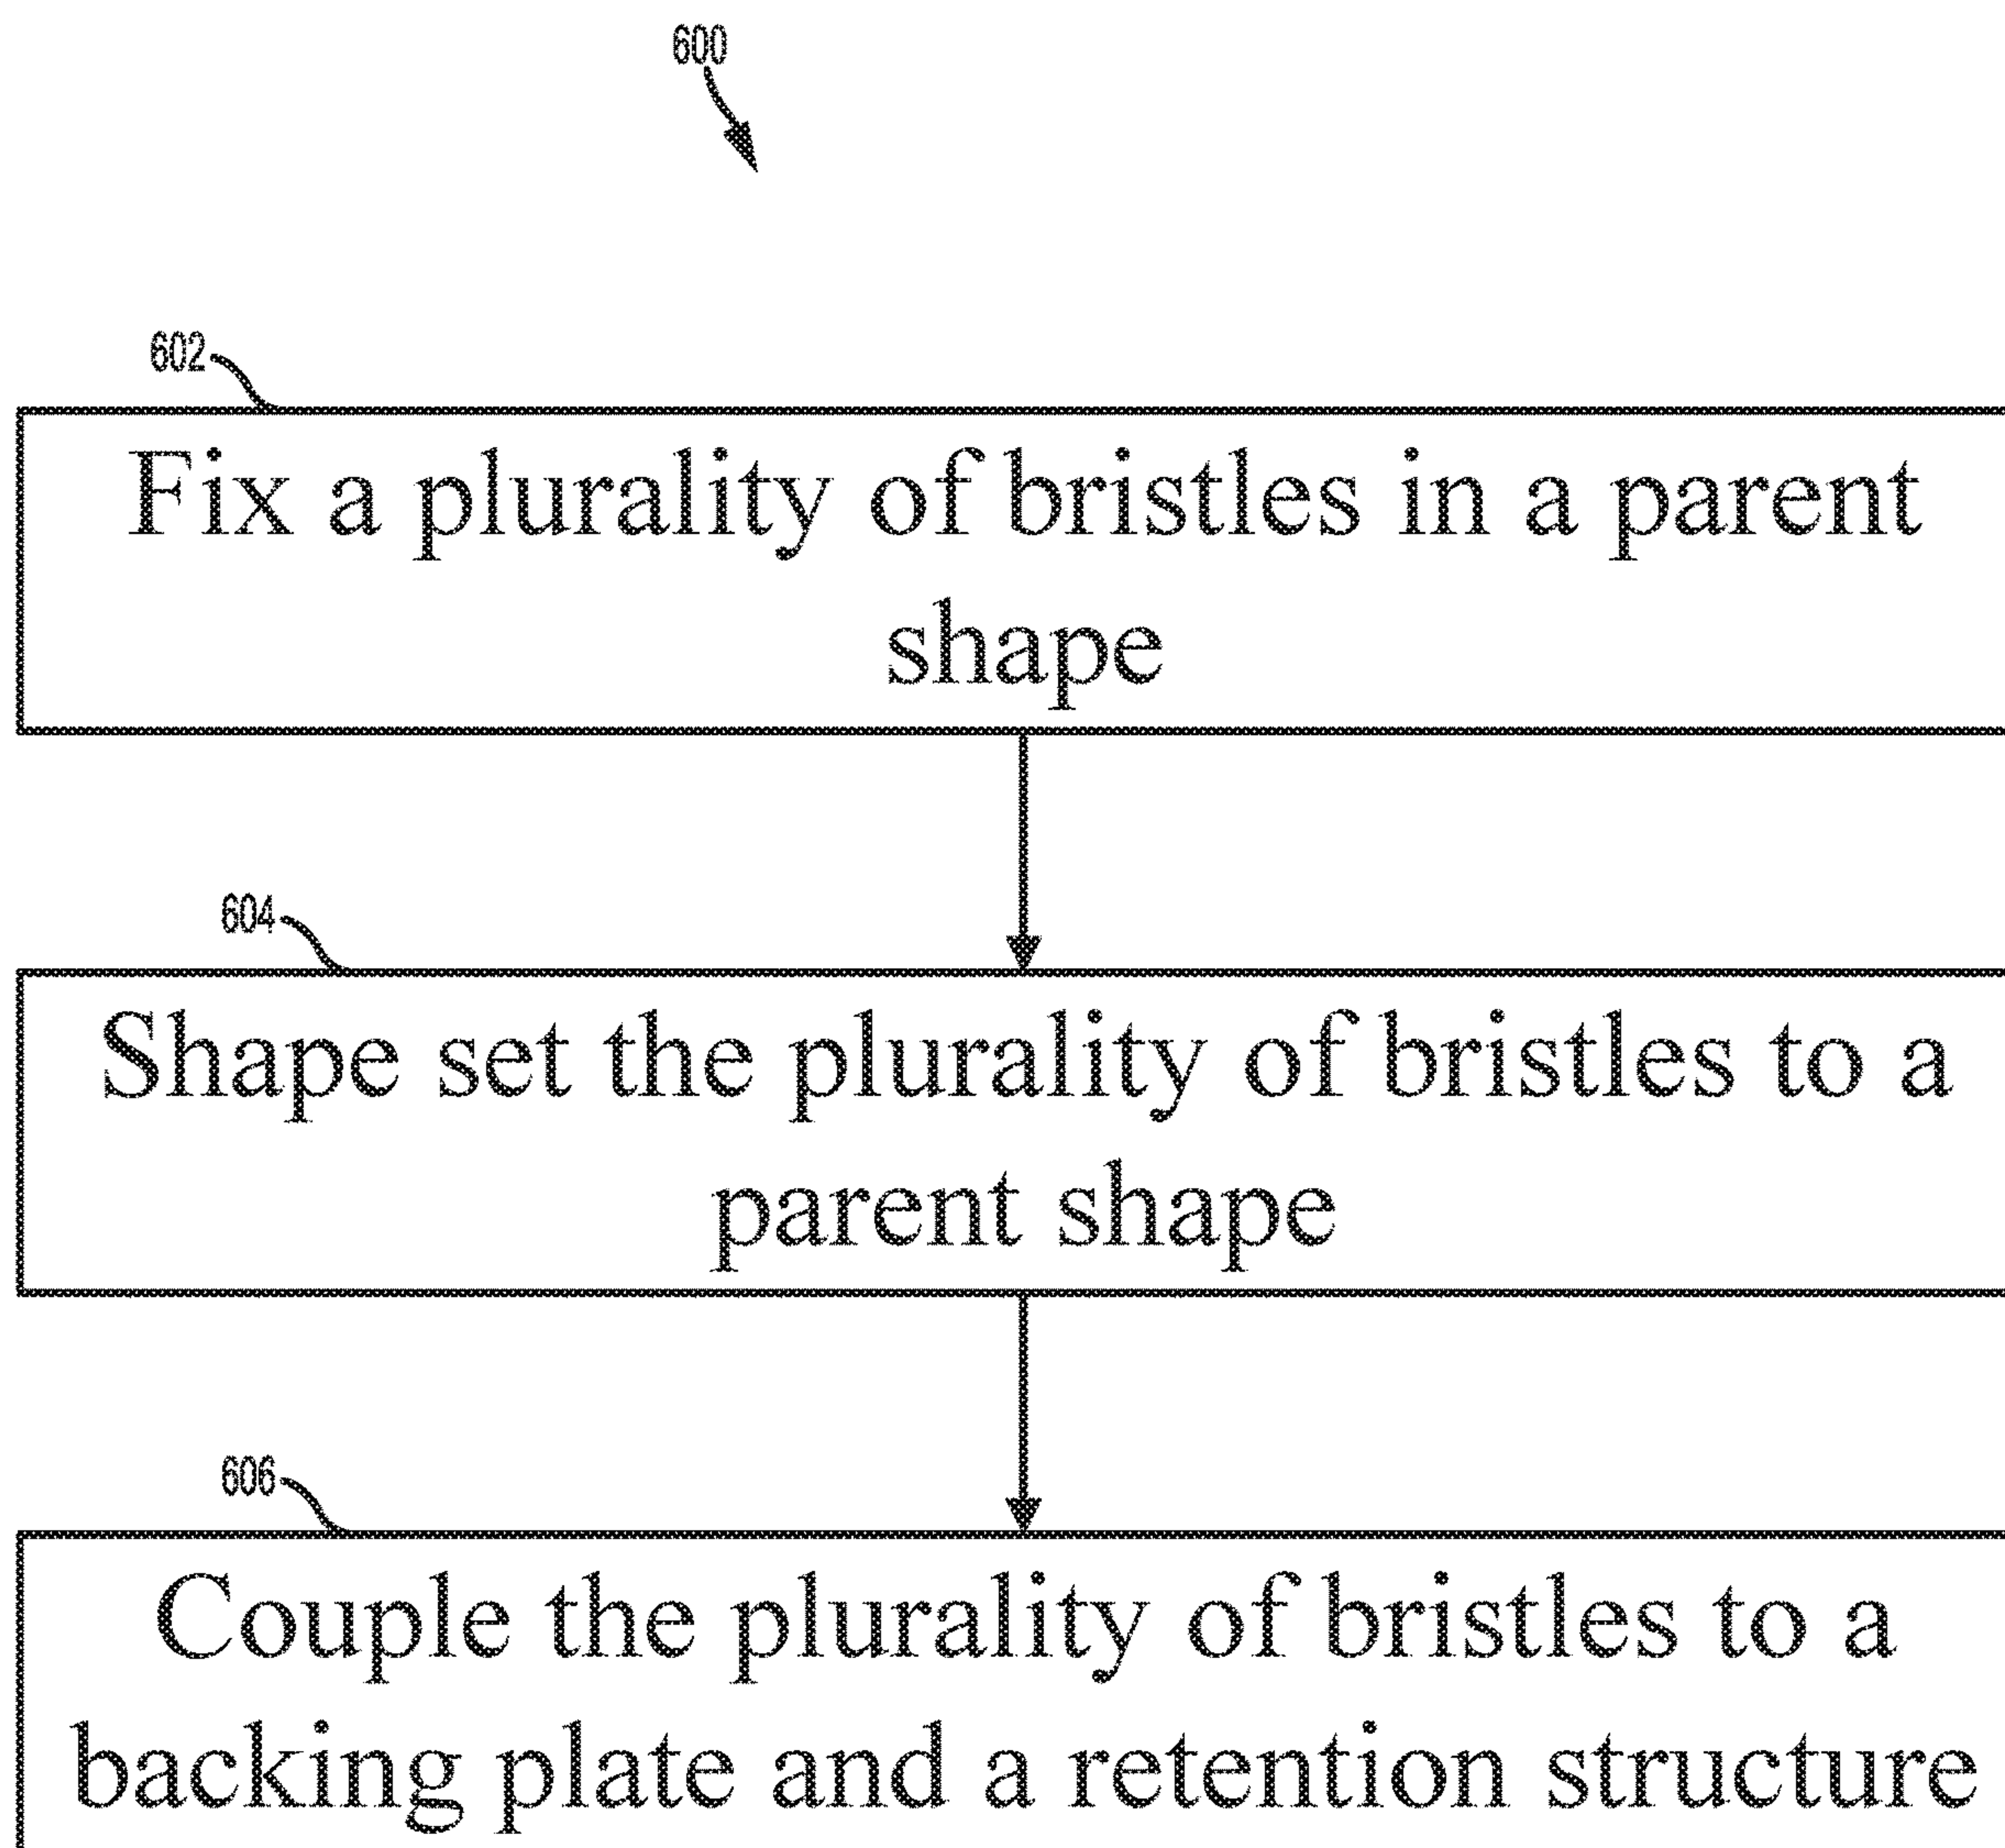 600
602
Fix a plurality of bristles in a parent
shape
604
Shape set the plurality of bristles to a
parent shape
606
Couple the plurality of bristles to a
backing plate and a retention structure